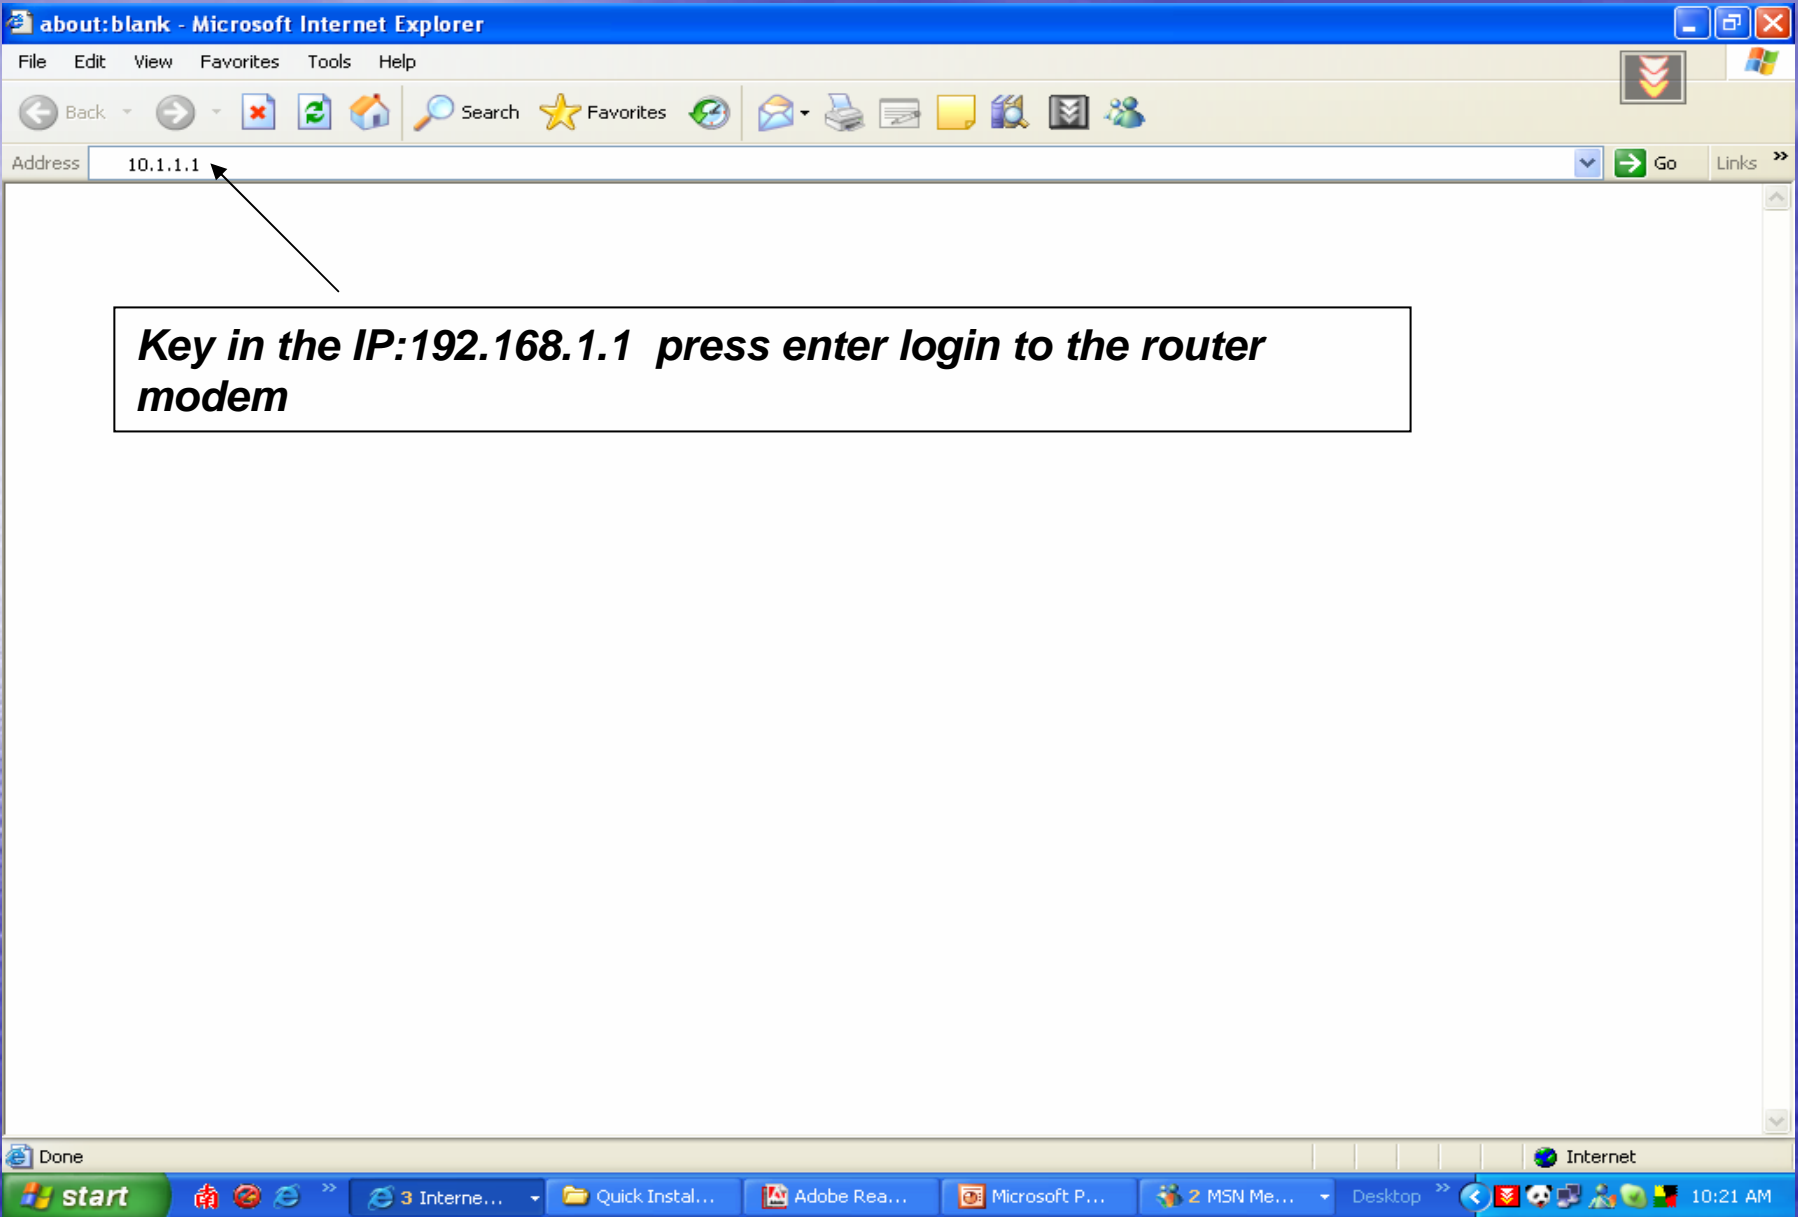 about:blank - Microsoft Internet Explorer
File Edit View Favorites Tools Help
Back Search Favorites
Address 10.1.1.1 Go Links »
Key in the IP:192.168.1.1 press enter login to the router
modem
Done Internet
start 南 » 3 Interne... Quick Instal... Adobe Rea... Microsoft P... 2 MSN Me... Desktop » 10:21 AM